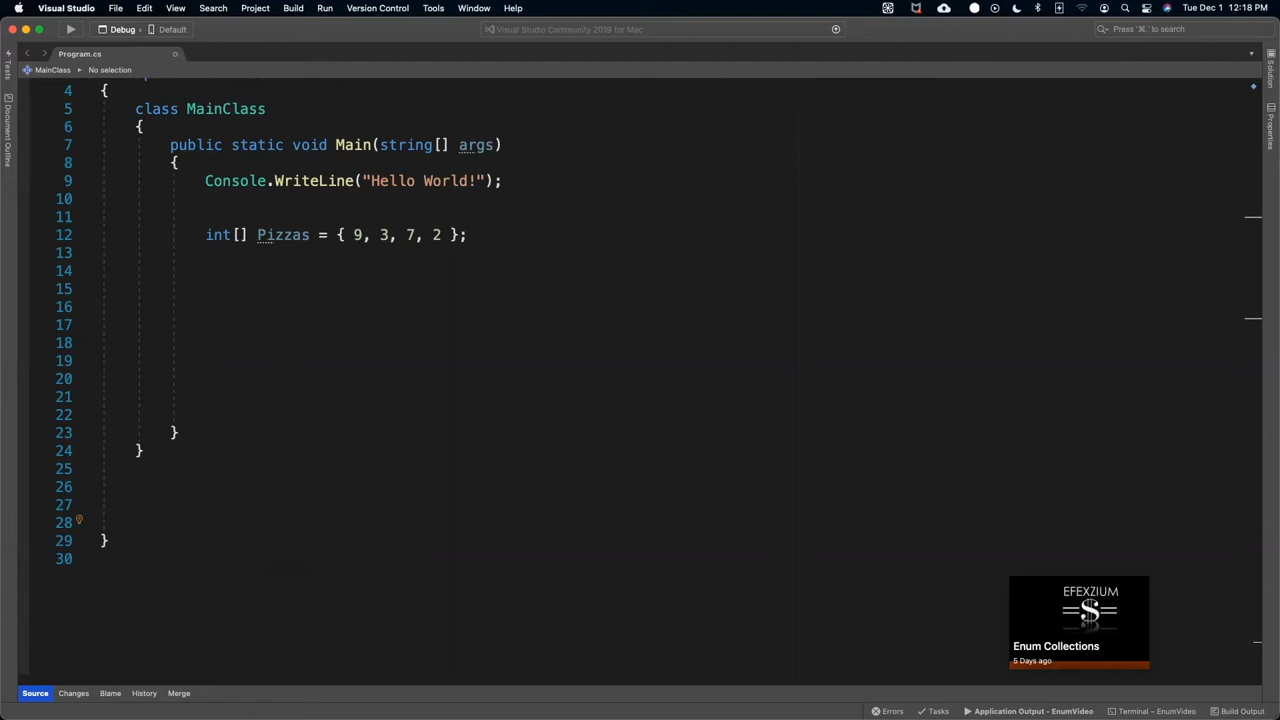 Visual Studio File Edit View Search Project Build Run Version Control Tools Window Help Tue Dec 1 12:18 PM
Debug Default Visual Studio Community 2019 for Mac Press '⌘.' to search
Program.cs
MainClass No selection
Tests
Document Outline
Solution
Properties
4 {
5 class MainClass
6 {
7 public static void Main(string[] args)
8 {
9 Console.WriteLine("Hello World!");
10
11
12 int[] Pizzas = { 9, 3, 7, 2 };
13
14
15
16
17
18
19
20
21
22
23 }
24 }
25
26
27
28
29 }
30
EFEXZIUM
Enum Collections
5 Days ago
Source Changes Blame History Merge
Errors Tasks Application Output - EnumVideo Terminal – EnumVideo Build Output